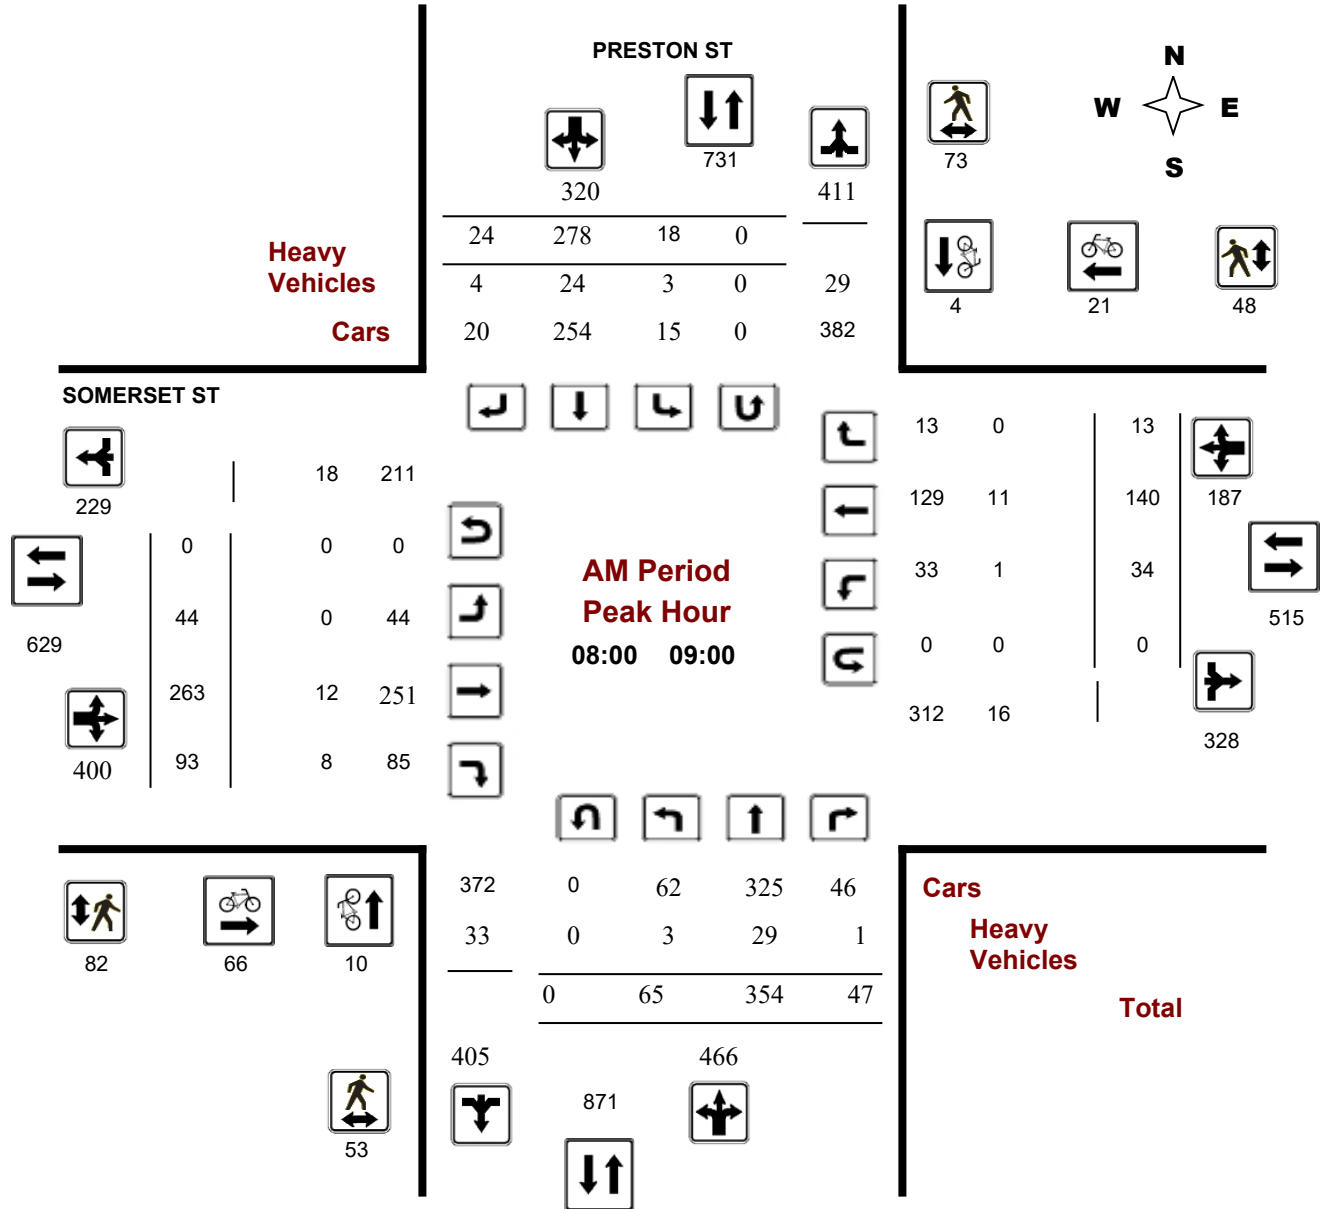 PRESTON ST
N
W E
S
731
73
320
411
24 278 18 0
Heavy
Vehicles
4 24 3 0 29
4 21 48
Cars
20 254 15 0 382
SOMERSET ST
13 0 13
18 211
229
129 11 140 187
0 0 0
AM Period
33 1 34
Peak Hour
44 0 44
515
629
08:00 09:00
0 0 0
263 12 251
312 16
328
400
93 8 85
372 0 62 325 46
Cars
33 0 3 29 1
Heavy
Vehicles
82 66 10
0 65 354 47
Total
405 466
871
53